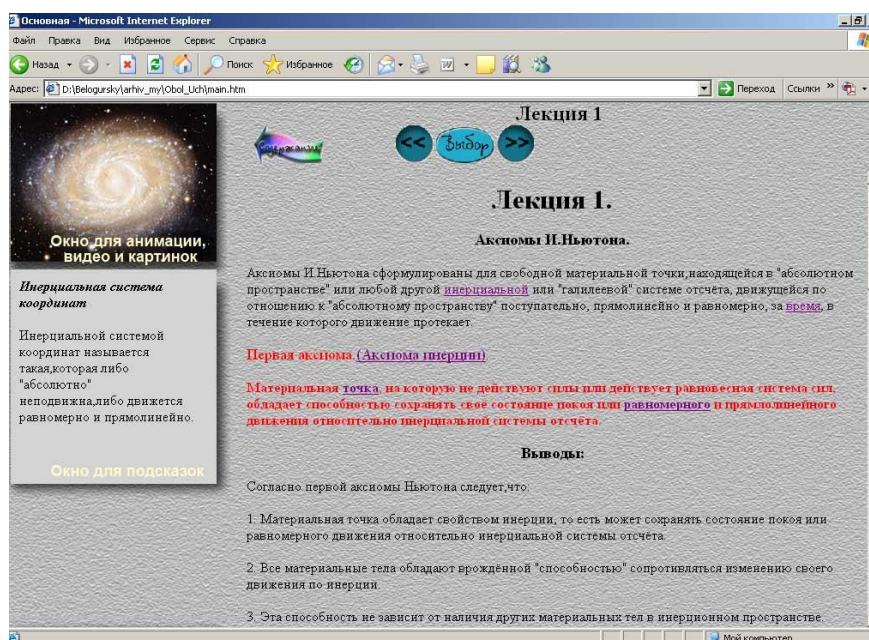 Основная - Microsoft Internet Explorer
Файл Правка Вид Избранное Сервис Справка
Назад Поиск Избранное
Адрес: D:\Belogursky\arhiv_my\Obol_Uch\main.htm Переход Ссылки »
Лекция 1
Содержание << Выбор >>
Окно для анимации,
видео и картинок
Инерциальная система
координат
Инерциальной системой
координат называется
такая,которая либо
"абсолютно"
неподвижна,либо движется
равномерно и прямолинейно.
Окно для подсказок
Лекция 1.
Аксиомы И.Ньютона.
Аксиомы И.Ньютона сформулированы для свободной материальной точки,находящейся в "абсолютном
пространстве" или любой другой инерциальной или "галилеевой" системе отсчёта, движущейся по
отношению к "абсолютному пространству" поступательно, прямолинейно и равномерно, за время, в
течение которого движение протекает.
Первая аксиома.(Аксиома инерции)
Материальная точка, на которую не действуют силы или действует равновесная система сил,
обладает способностью сохранять своё состояние покоя или равномерного и прямлолинейного
движения относительно инерциальной системы отсчёта.
Выводы:
Согласно первой аксиомы Ньютона следует,что:
1. Материальная точка обладает свойством инерции, то есть может сохранять состояние покоя или
равномерного движения относительно инерциальной системы отсчёта.
2. Все материальные тела обладают врождённой "способностью" сопротивляться изменению своего
движения по инерции.
3. Эта способность не зависит от наличия других материальных тел в инерционном пространстве.
Мой компьютер